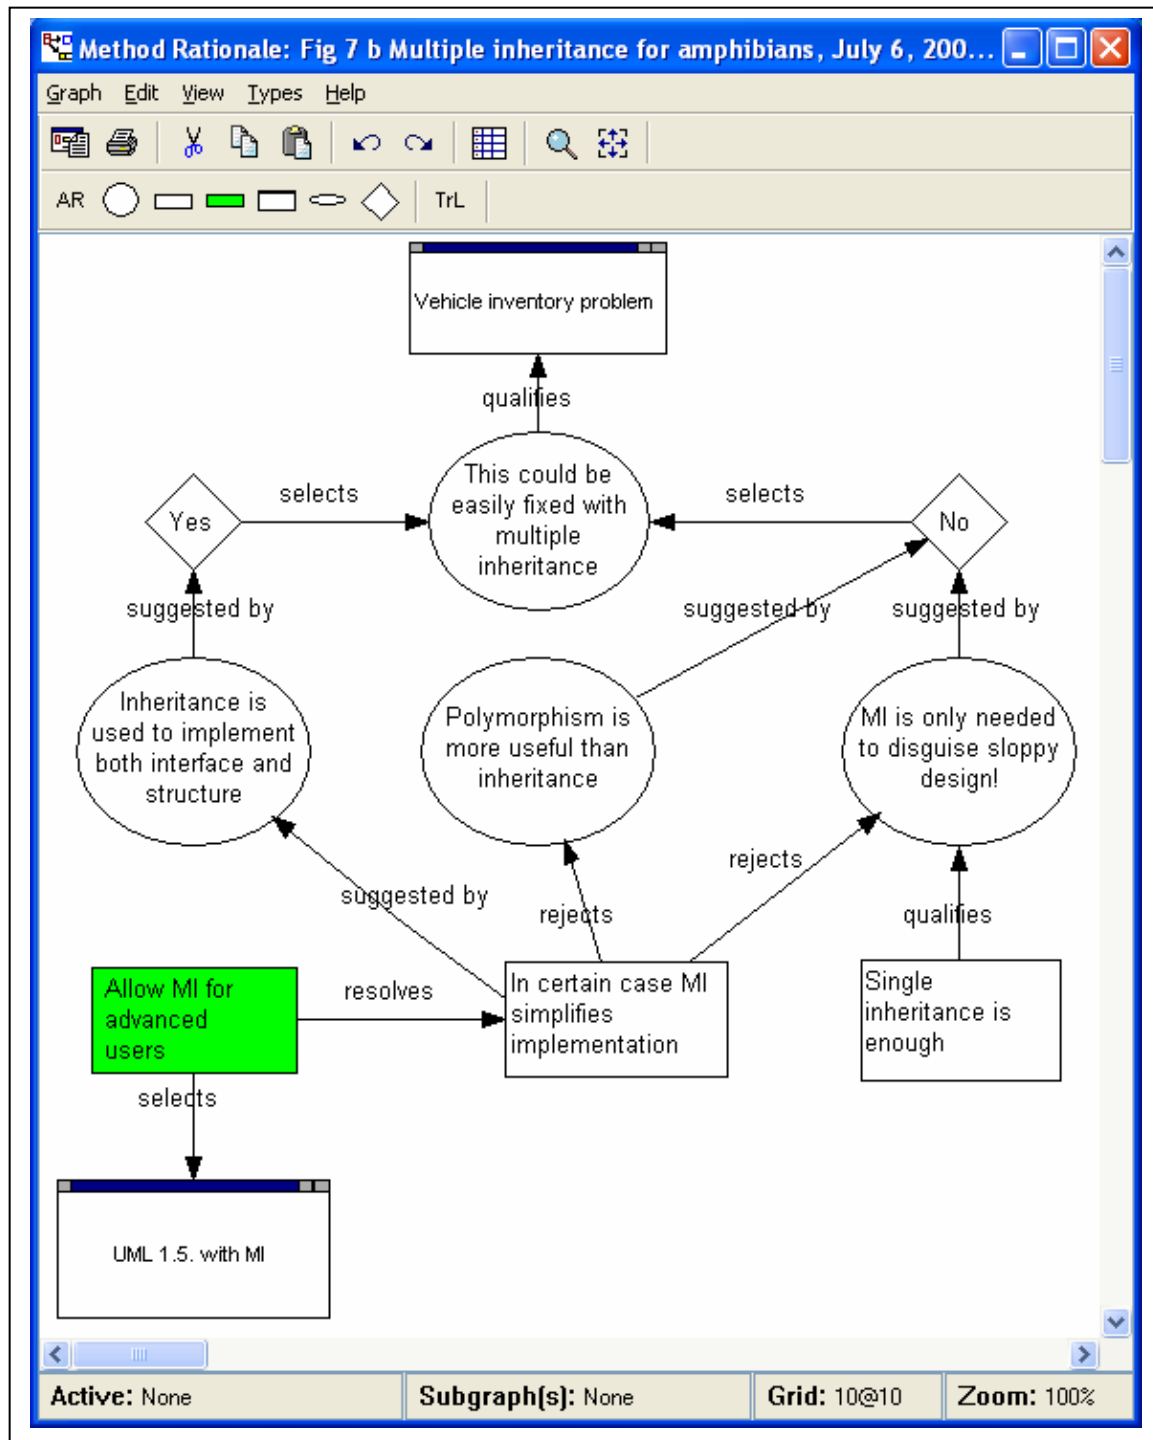 Method Rationale: Fig 7 b Multiple inheritance for amphibians, July 6, 200...
Graph Edit View Types Help
AR TrL
Vehicle inventory problem
qualifies
This could be
easily fixed with
multiple
inheritance
selects
selects
Yes
No
suggested by
suggested by
suggested by
Inheritance is
used to implement
both interface and
structure
Polymorphism is
more useful than
inheritance
MI is only needed
to disguise sloppy
design!
suggested by
rejects
rejects
qualifies
Allow MI for
advanced
users
resolves
In certain case MI
simplifies
implementation
Single
inheritance is
enough
selects
UML 1.5. with MI
Active: None Subgraph(s): None Grid: 10@10 Zoom: 100%